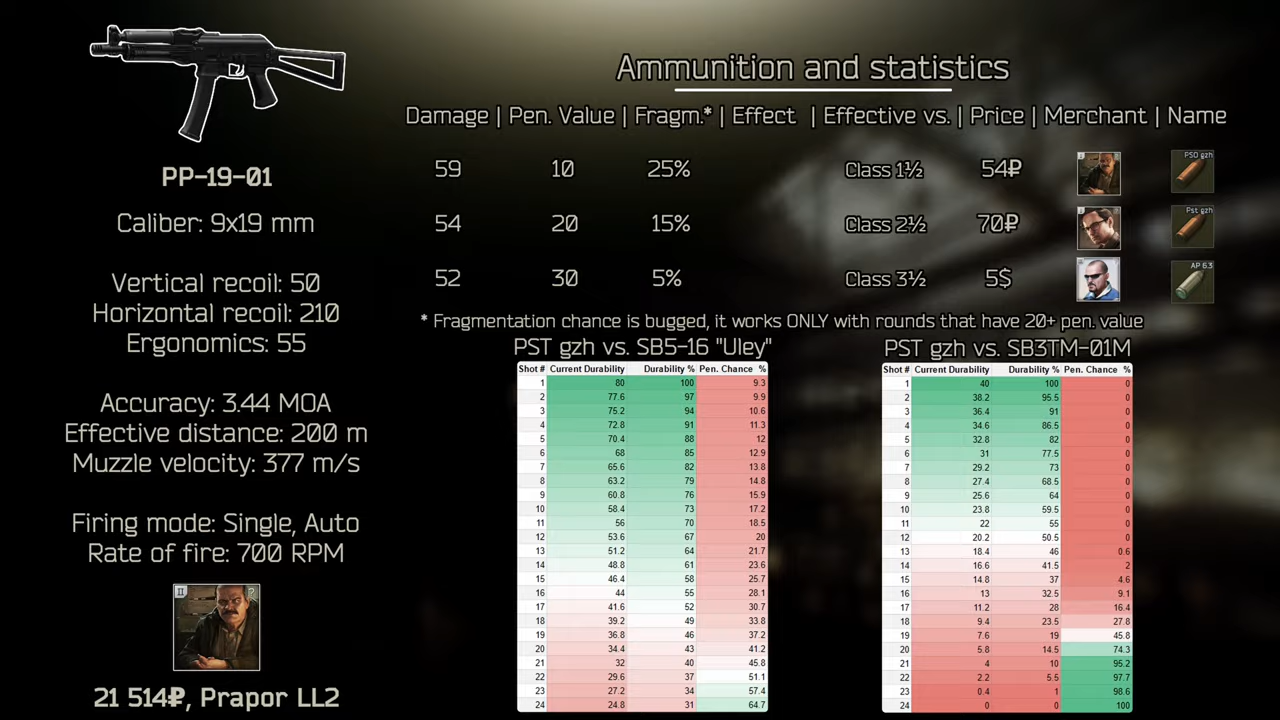 PP-19-01
Caliber: 9x19 mm
Vertical recoil: 50
Horizontal recoil: 210
Ergonomics: 55
Accuracy: 3.44 MOA
Effective distance: 200 m
Muzzle velocity: 377 m/s
Firing mode: Single, Auto
Rate of fire: 700 RPM
II
21 514₽, Prapor LL2
Ammunition and statistics
Damage | Pen. Value | Fragm.* | Effect | Effective vs. | Price | Merchant | Name
59 10 25% Class 1½ 54₽ PSO gzh
54 20 15% Class 2½ 70₽ Pst gzh
52 30 5% Class 3½ 5$ AP 6.3
* Fragmentation chance is bugged, it works ONLY with rounds that have 20+ pen. value
PST gzh vs. SB5-16 "Uley"
Shot # Current Durability Durability % Pen. Chance %
1 80 100 9.3
2 77.6 97 9.9
3 75.2 94 10.6
4 72.8 91 11.3
5 70.4 88 12
6 68 85 12.9
7 65.6 82 13.8
8 63.2 79 14.8
9 60.8 76 15.9
10 58.4 73 17.2
11 56 70 18.5
12 53.6 67 20
13 51.2 64 21.7
14 48.8 61 23.6
15 46.4 58 25.7
16 44 55 28.1
17 41.6 52 30.7
18 39.2 49 33.8
19 36.8 46 37.2
20 34.4 43 41.2
21 32 40 45.8
22 29.6 37 51.1
23 27.2 34 57.4
24 24.8 31 64.7
PST gzh vs. SB3TM-01M
Shot # Current Durability Durability % Pen. Chance %
1 40 100 0
2 38.2 95.5 0
3 36.4 91 0
4 34.6 86.5 0
5 32.8 82 0
6 31 77.5 0
7 29.2 73 0
8 27.4 68.5 0
9 25.6 64 0
10 23.8 59.5 0
11 22 55 0
12 20.2 50.5 0
13 18.4 46 0.6
14 16.6 41.5 2
15 14.8 37 4.6
16 13 32.5 9.1
17 11.2 28 16.4
18 9.4 23.5 27.8
19 7.6 19 45.8
20 5.8 14.5 74.3
21 4 10 95.2
22 2.2 5.5 97.7
23 0.4 1 98.6
24 0 0 100